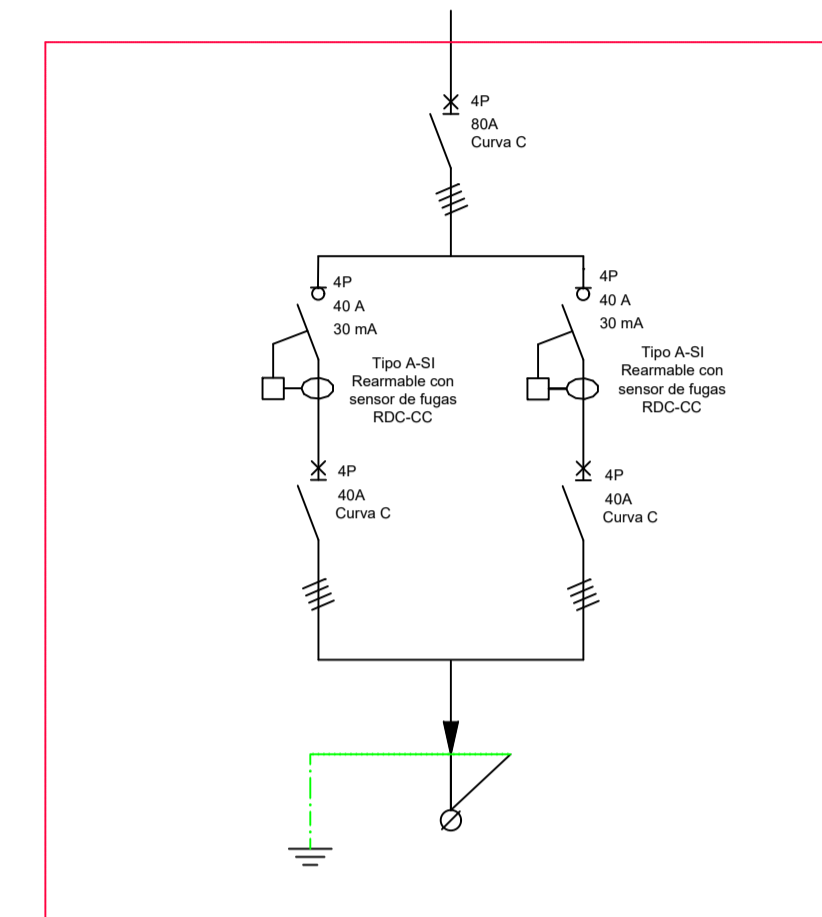 4P
80A
Curva C
4P
40 A
30 mA
Tipo A-SI
Rearmable con
sensor de fugas
RDC-CC
4P
40 A
30 mA
Tipo A-SI
Rearmable con
sensor de fugas
RDC-CC
4P
40A
Curva C
4P
40A
Curva C